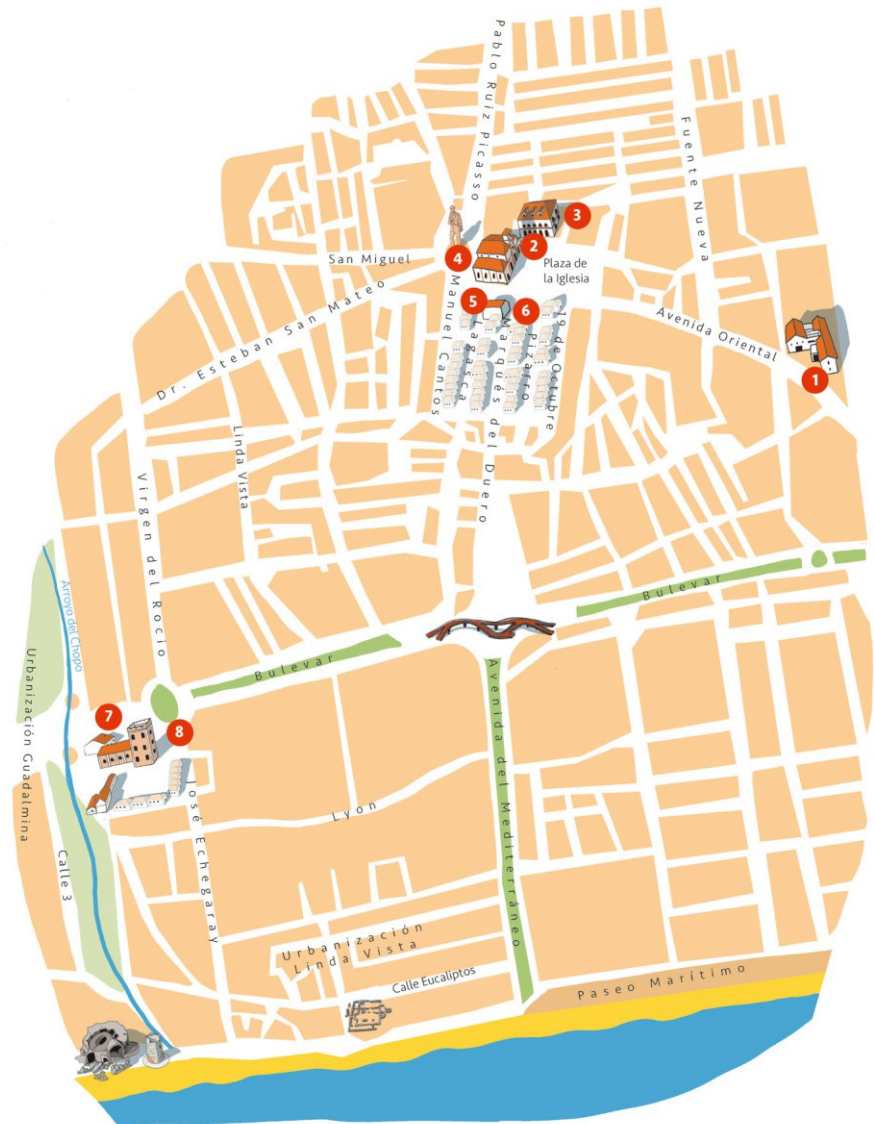 Pablo Ruiz Picasso
Fuente Nueva
3
2
4
San Miguel
Plaza de
la Iglesia
5
6
Avenida Oriental
1
Dr. Esteban San Mateo
Manuel Cantos
Lagasca
Marqués del Duero
Pizarro
19 de Octubre
Linda Vista
Virgen del Rocio
Arroyo del Chopo
Urbanización Guadalmina
Bulevar
Bulevar
7
8
Avenida del Mediterráneo
José Echegaray
Lyon
Calle 3
Urbanización
Linda Vista
Calle Eucaliptos
Paseo Marítimo